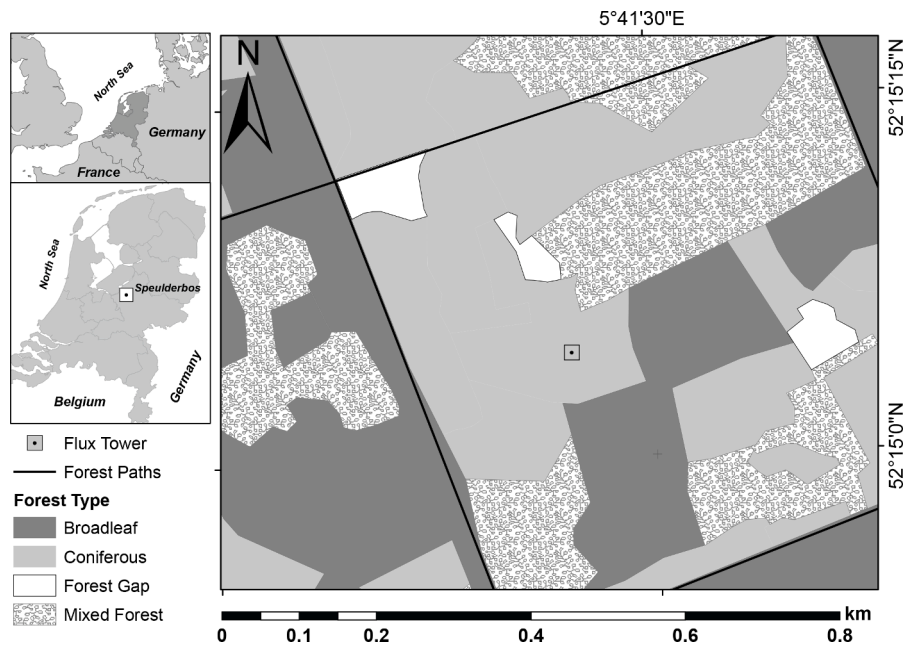 5°41'30"E
N
North Sea
Germany
France
52°15'15"N
North Sea
Speulderbos
Germany
Belgium
52°15'0"N
Flux Tower
Forest Paths
Forest Type
Broadleaf
Coniferous
Forest Gap
Mixed Forest
km
0 0.1 0.2 0.4 0.6 0.8